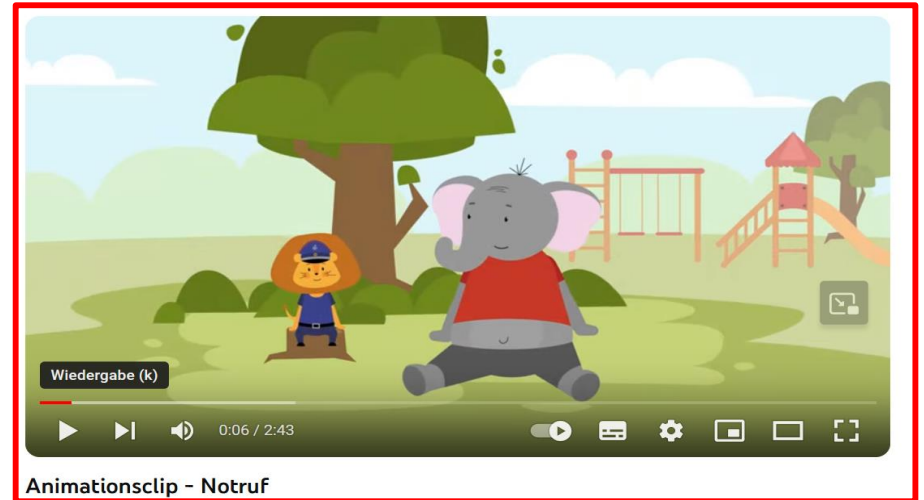 Wiedergabe (k)
0:06 / 2:43
Animationsclip - Notruf